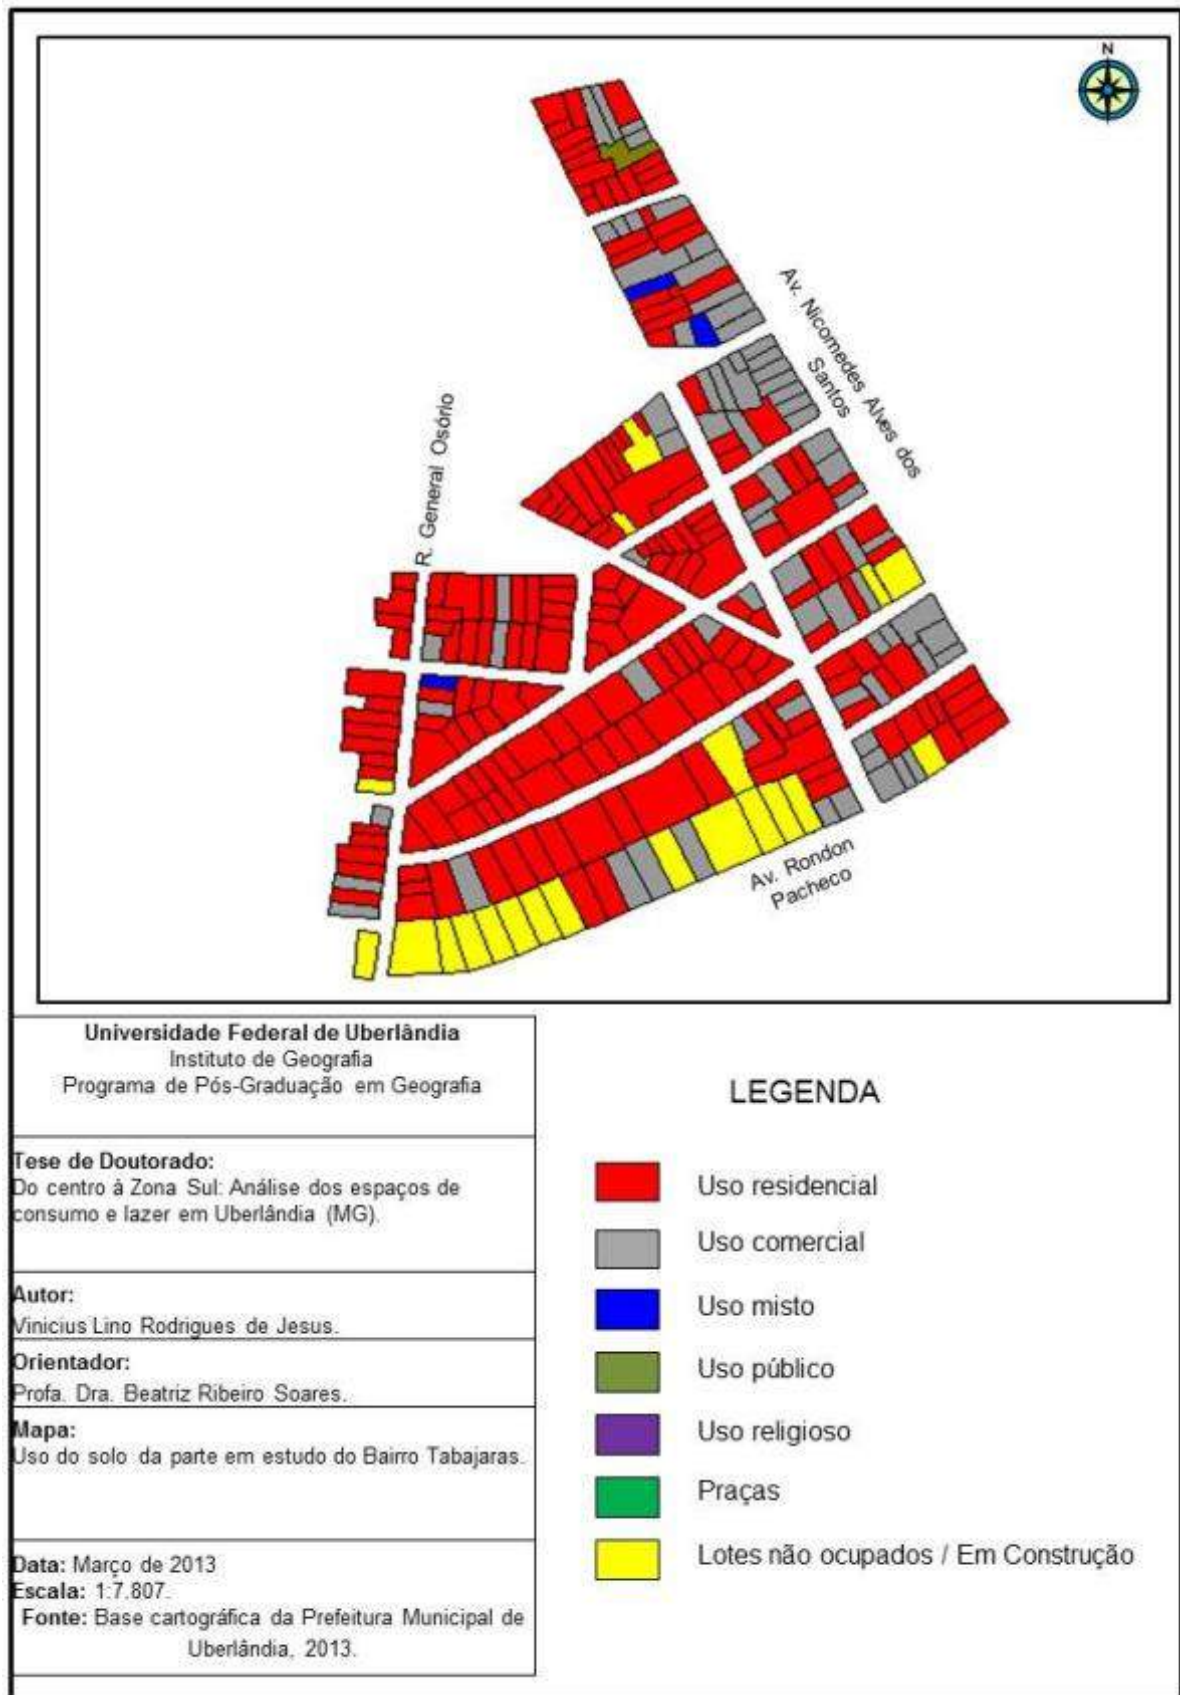 N
Av. Nicomedes Alves dos
Santos
R. General Osório
Av. Rondon
Pacheco
Universidade Federal de Uberlândia
Instituto de Geografia
Programa de Pós-Graduação em Geografia
Tese de Doutorado:
Do centro à Zona Sul: Análise dos espaços de
consumo e lazer em Uberlândia (MG).
Autor:
Vinicius Lino Rodrigues de Jesus.
Orientador:
Profa. Dra. Beatriz Ribeiro Soares.
Mapa:
Uso do solo da parte em estudo do Bairro Tabajaras.
Data: Março de 2013
Escala: 1:7.807.
Fonte: Base cartográfica da Prefeitura Municipal de
Uberlândia, 2013.
LEGENDA
Uso residencial
Uso comercial
Uso misto
Uso público
Uso religioso
Praças
Lotes não ocupados / Em Construção